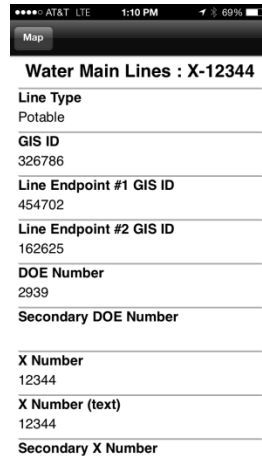 AT&T LTE 1:10 PM 69%
Map
Water Main Lines : X-12344
Line Type
Potable
GIS ID
326786
Line Endpoint #1 GIS ID
454702
Line Endpoint #2 GIS ID
162625
DOE Number
2939
Secondary DOE Number
X Number
12344
X Number (text)
12344
Secondary X Number